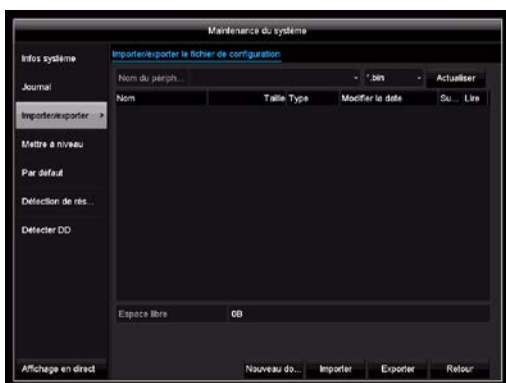 Maintenance du système
Infos système
Journal
Importer/exporter >
Mettre à niveau
Par défaut
Détection de rés...
Détecter DD
Affichage en direct
Importer/exporter le fichier de configuration
Nom du périph... *.bin Actualiser
Nom Taille Type Modifier la date Su... Lire
Espace libre 0B
Nouveau do... Importer Exporter Retour